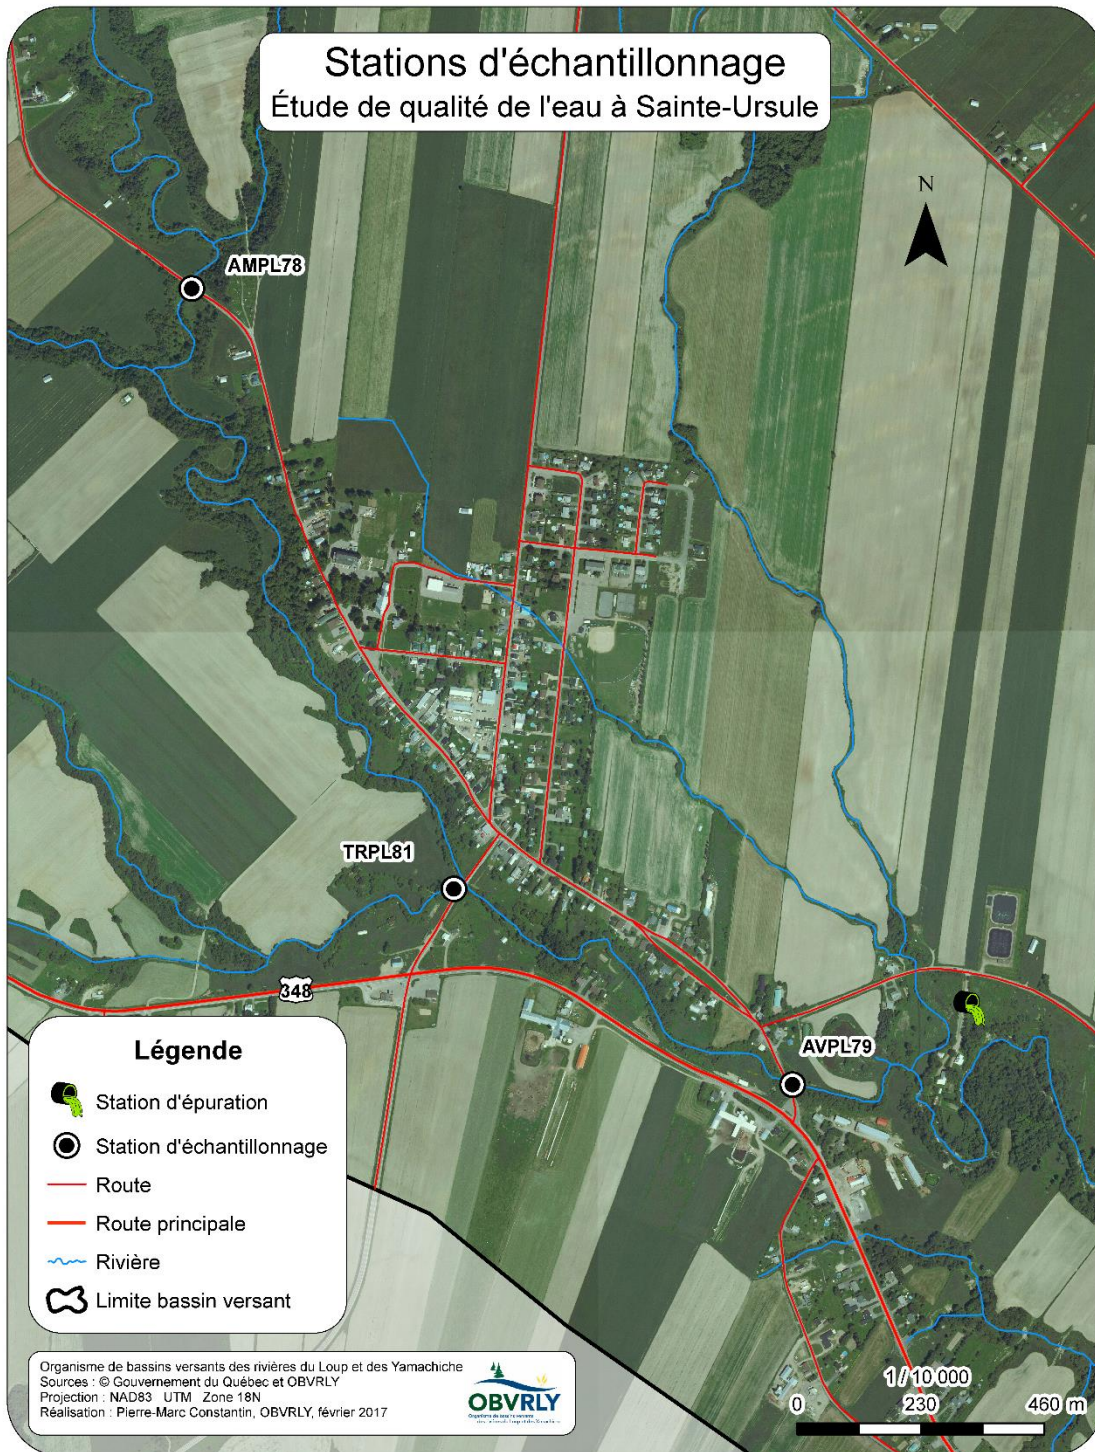 Stations d'échantillonnage
Étude de qualité de l'eau à Sainte-Ursule
N
AMPL78
TRPL81
348
AVPL79
Légende
Station d'épuration
Station d'échantillonnage
Route
Route principale
Rivière
Limite bassin versant
Organisme de bassins versants des rivières du Loup et des Yamachiche
Sources : © Gouvernement du Québec et OBVRLY
Projection : NAD83 UTM Zone 18N
Réalisation : Pierre-Marc Constantin, OBVRLY, février 2017
OBVRLY
1 / 10 000
0 230 460 m